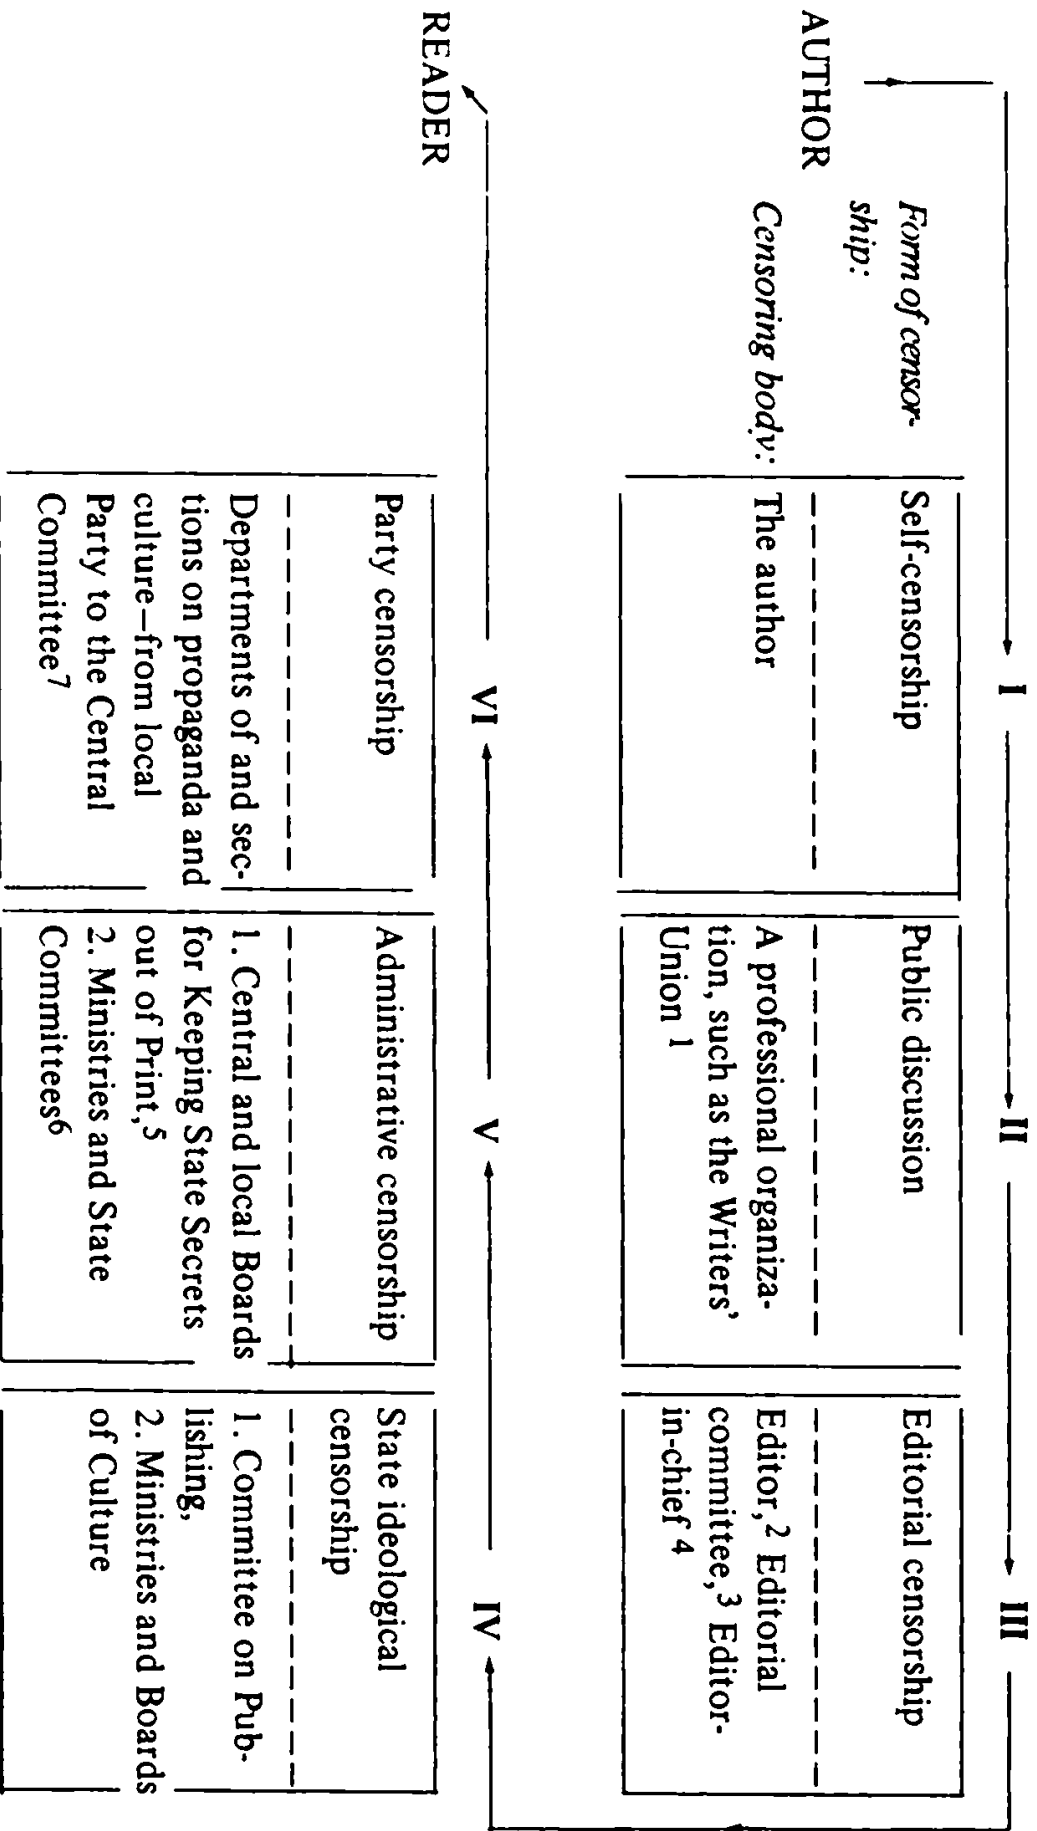 I
II
III
AUTHOR
Form of censor-
ship:
Censoring body:
Self-censorship
The author
Public discussion
A professional organiza-
tion, such as the Writers'
Union 1
Editorial censorship
Editor,2 Editorial
committee,3 Editor-
in-chief 4
READER
VI
V
IV
Party censorship
Departments of and sec-
tions on propaganda and
culture—from local
Party to the Central
Committee7
Administrative censorship
1. Central and local Boards
for Keeping State Secrets
out of Print,5
2. Ministries and State
Committees6
State ideological
censorship
1. Committee on Pub-
lishing,
2. Ministries and Boards
of Culture